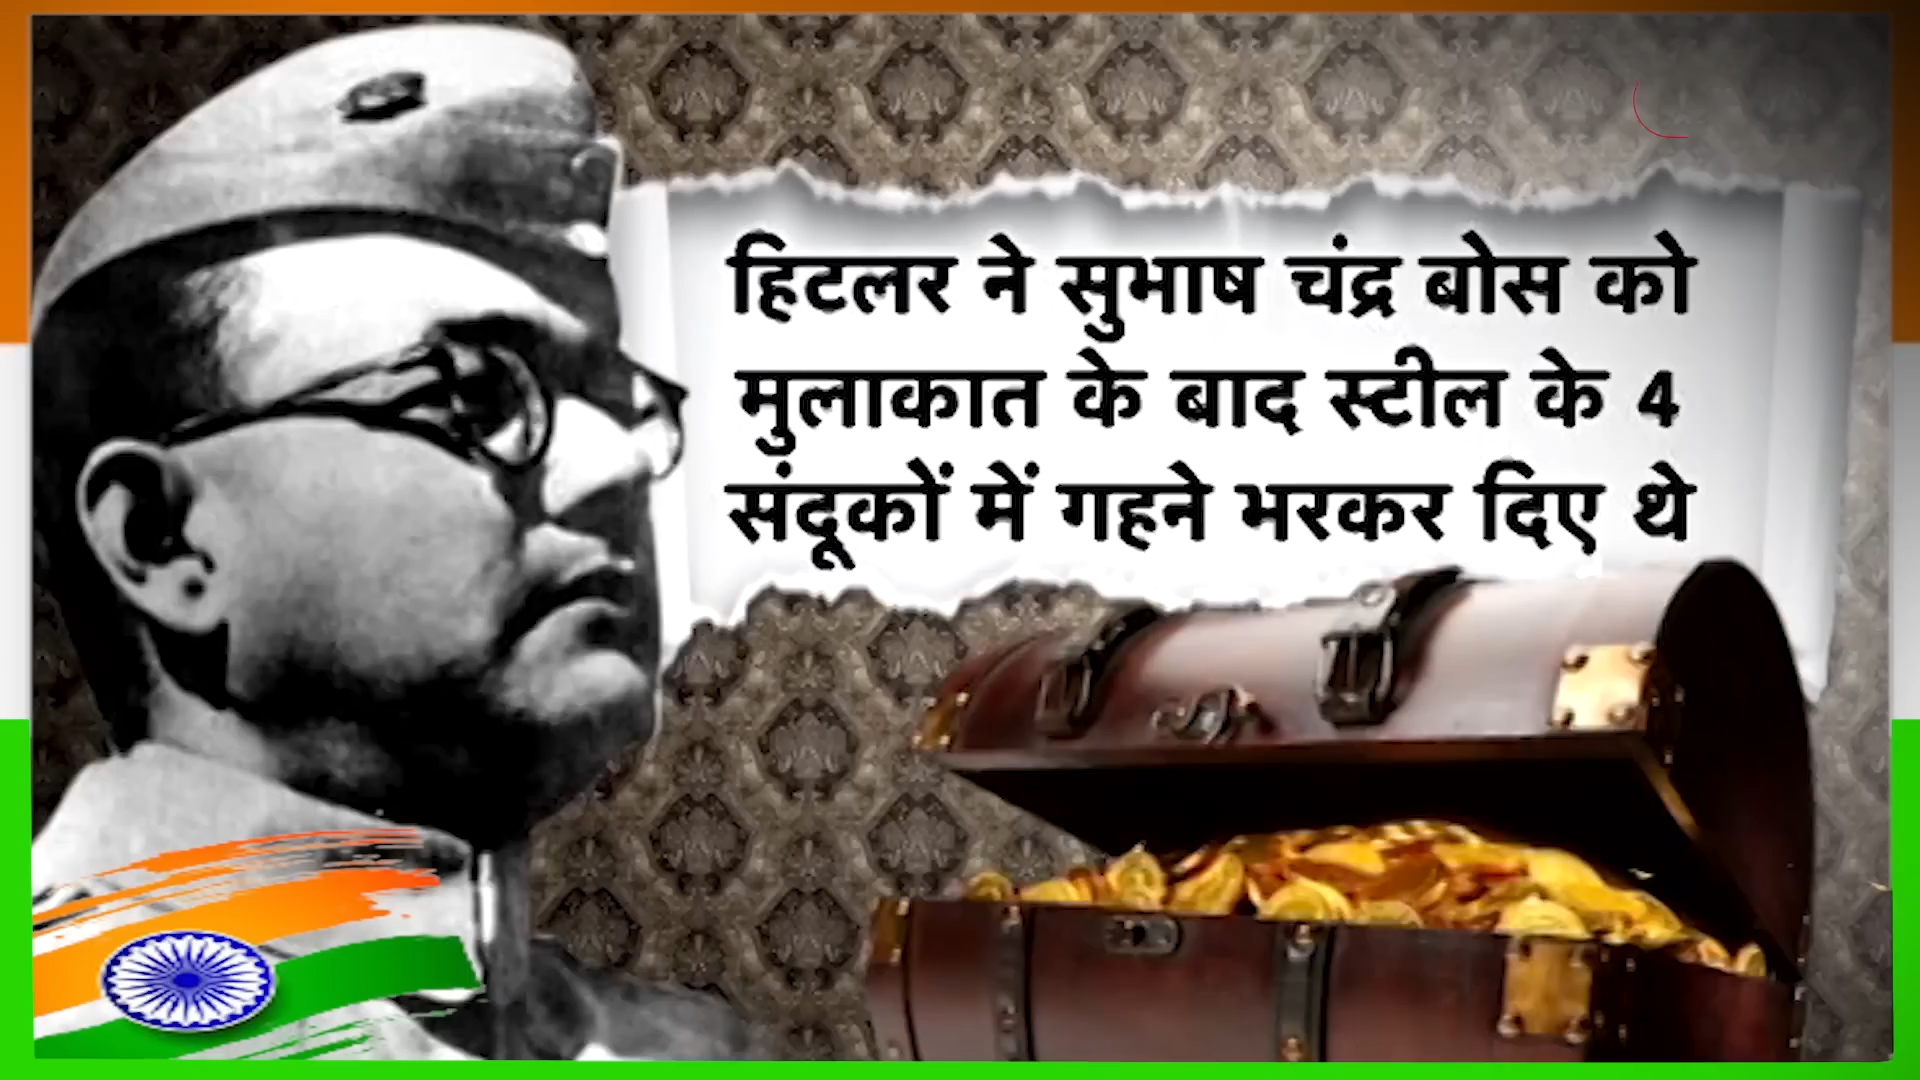 हिटलर ने सुभाष चंद्र बोस को
मुलाकात के बाद स्टील के 4
संदूकों में गहने भरकर दिए थे